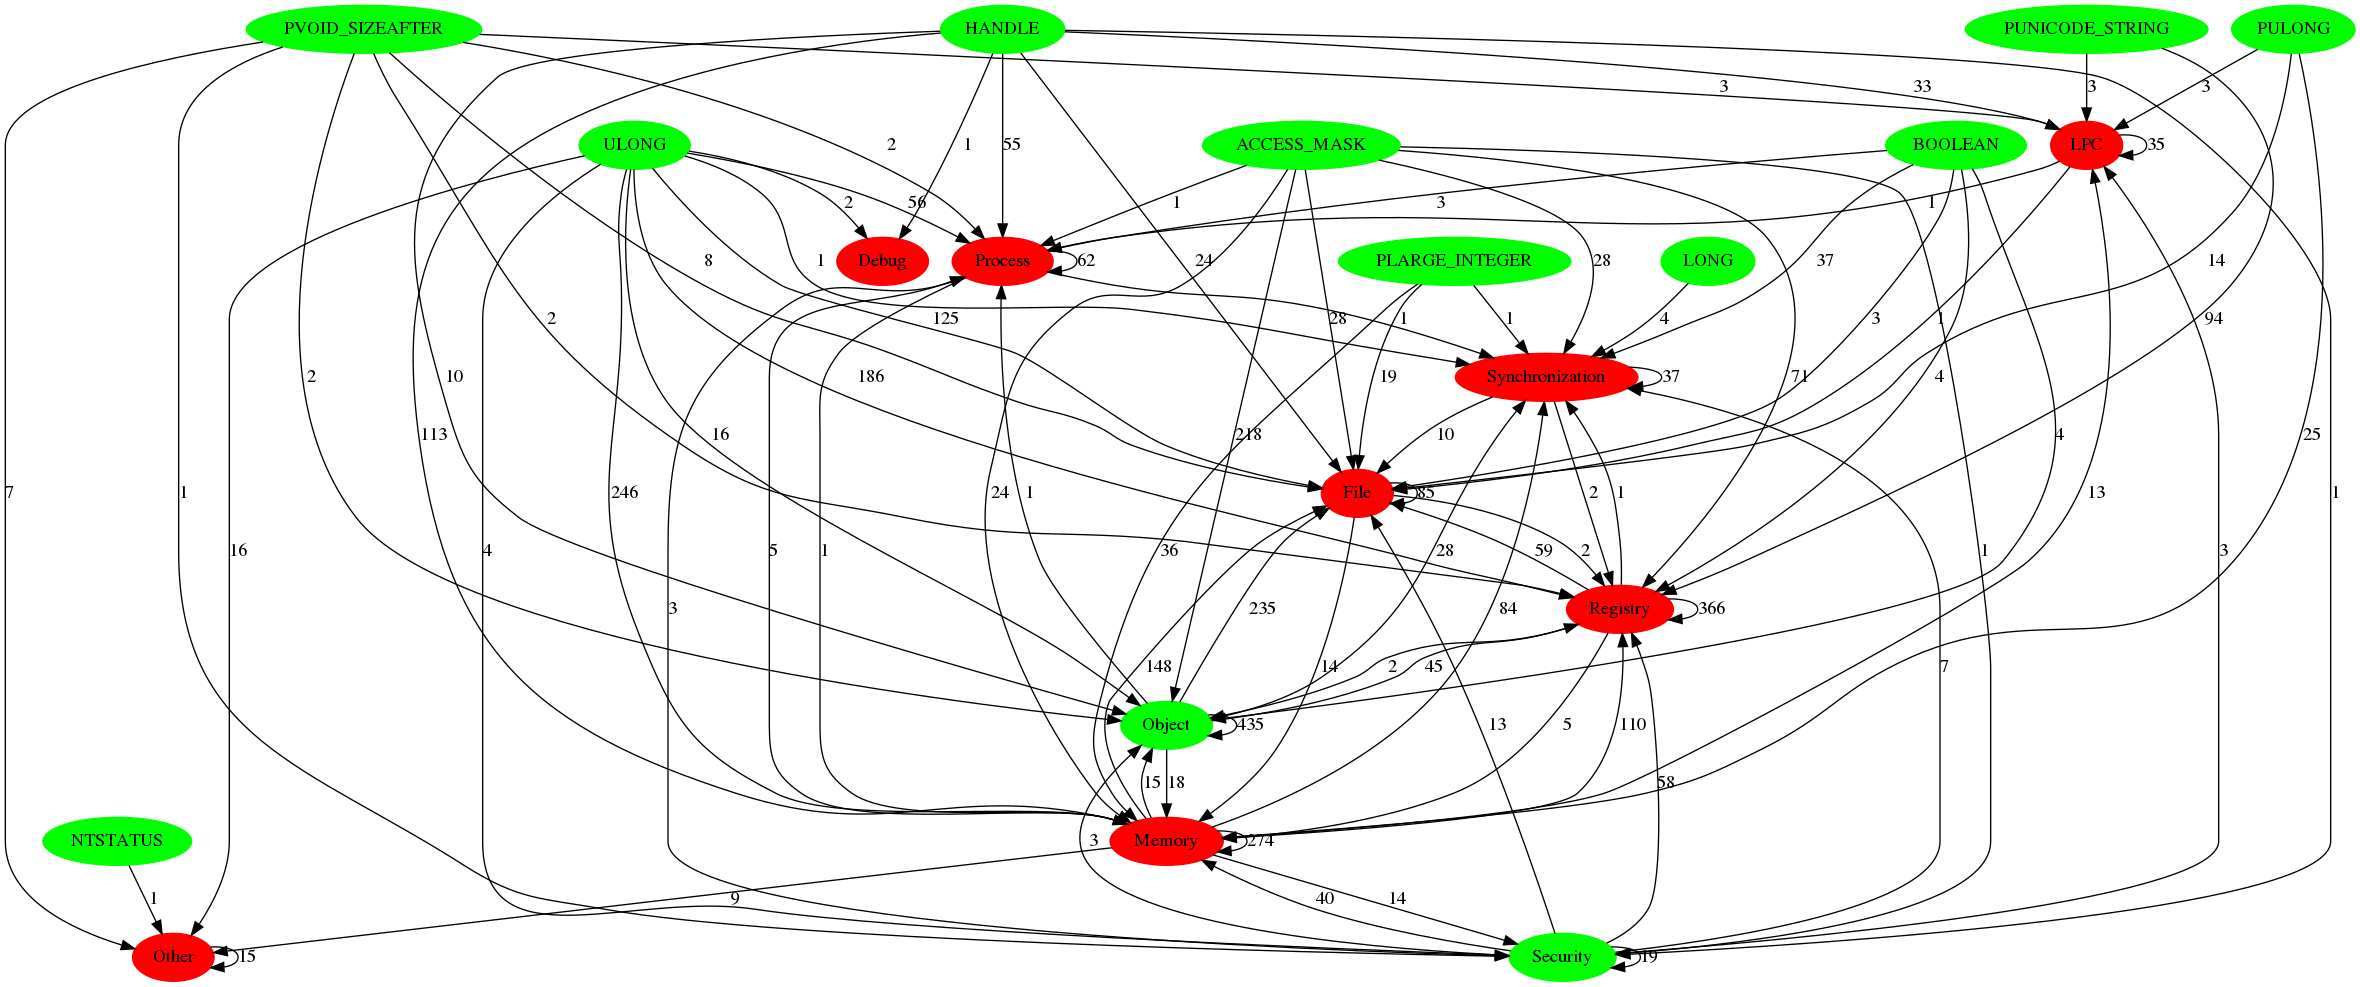 PVOID_SIZEAFTER HANDLE PUNICODE_STRING PULONG
3 33 3 3
ULONG ACCESS_MASK BOOLEAN LPC
2 1 55 35
2 56 1 3 1
Debug Process PLARGE_INTEGER LONG
8 1 62 24 28 37 14
2 125 28 1 1 4 3 1 94
2 10 186 19 Synchronization 37 71 4
113 16 218 10 4 25
7 1 246 24 1 File 85 2 1 13 1
16 4 5 1 36 28 59 2 1 3
3 235 84 Registry 366
148 14 2 45 7
Object 435 13 5 110
15 18 58
NTSTATUS Memory 274 3
1 9 40 14
Other 15 Security 19